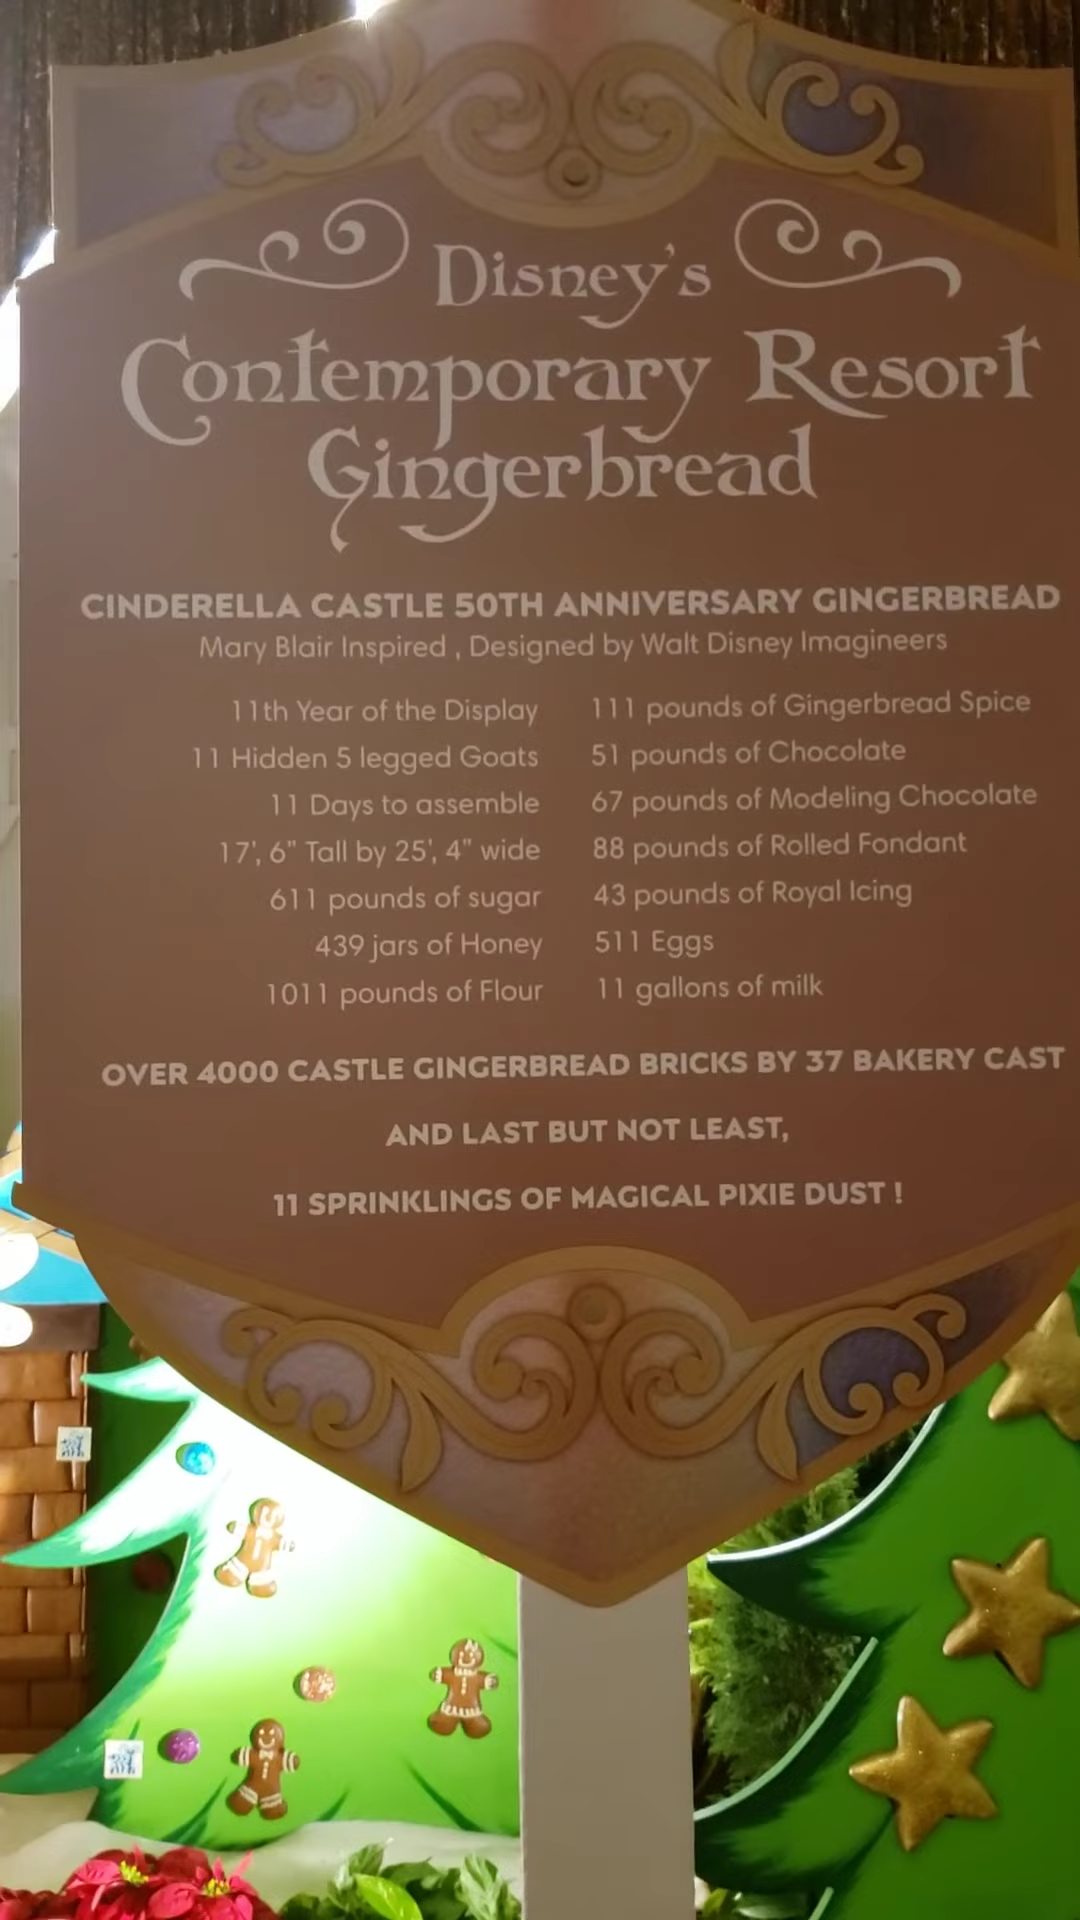 Disney's
Contemporary Resort
Gingerbread
CINDERELLA CASTLE 50TH ANNIVERSARY GINGERBREAD
Mary Blair Inspired , Designed by Walt Disney Imagineers
11th Year of the Display
11 Hidden 5 legged Goats
11 Days to assemble
17', 6" Tall by 25', 4" wide
611 pounds of sugar
439 jars of Honey
1011 pounds of Flour
111 pounds of Gingerbread Spice
51 pounds of Chocolate
67 pounds of Modeling Chocolate
88 pounds of Rolled Fondant
43 pounds of Royal Icing
511 Eggs
11 gallons of milk
OVER 4000 CASTLE GINGERBREAD BRICKS BY 37 BAKERY CAST
AND LAST BUT NOT LEAST,
11 SPRINKLINGS OF MAGICAL PIXIE DUST !